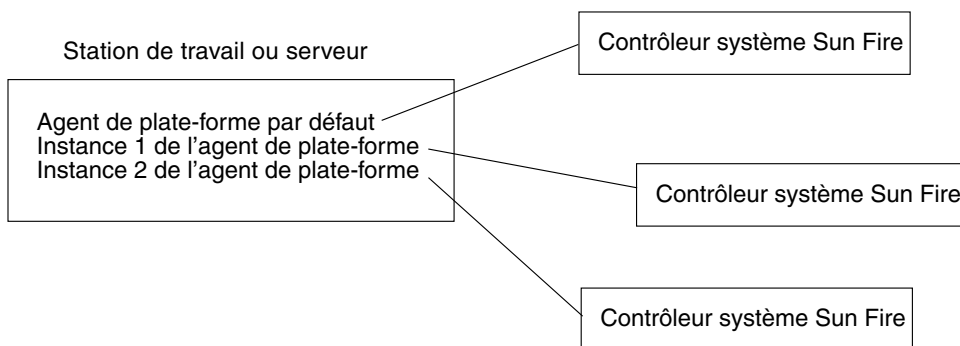 Station de travail ou serveur
Agent de plate-forme par défaut
Instance 1 de l'agent de plate-forme
Instance 2 de l'agent de plate-forme
Contrôleur système Sun Fire
Contrôleur système Sun Fire
Contrôleur système Sun Fire